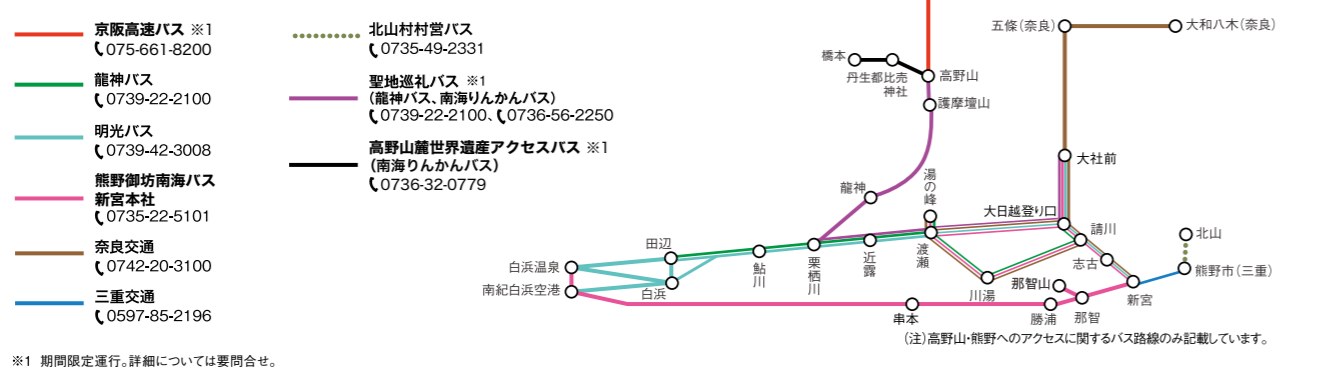 京阪高速バス ※1
075-661-8200
龍神バス
0739-22-2100
明光バス
0739-42-3008
熊野御坊南海バス
新宮本社
0735-22-5101
奈良交通
0742-20-3100
三重交通
0597-85-2196
北山村村営バス
0735-49-2331
聖地巡礼バス ※1
(龍神バス、南海りんかんバス)
0739-22-2100、0736-56-2250
高野山麓世界遺産アクセスバス ※1
(南海りんかんバス)
0736-32-0779
五條(奈良)
大和八木(奈良)
橋本
丹生都比売
神社
高野山
護摩壇山
大社前
龍神
湯の峰
大日越登り口
請川
北山
田辺
志古
白浜温泉
鮎川
栗栖川
近露
渡瀬
熊野市(三重)
南紀白浜空港
白浜
川湯
那智山
新宮
串本
勝浦
那智
(注)高野山・熊野へのアクセスに関するバス路線のみ記載しています。
※1 期間限定運行。詳細については要問合せ。